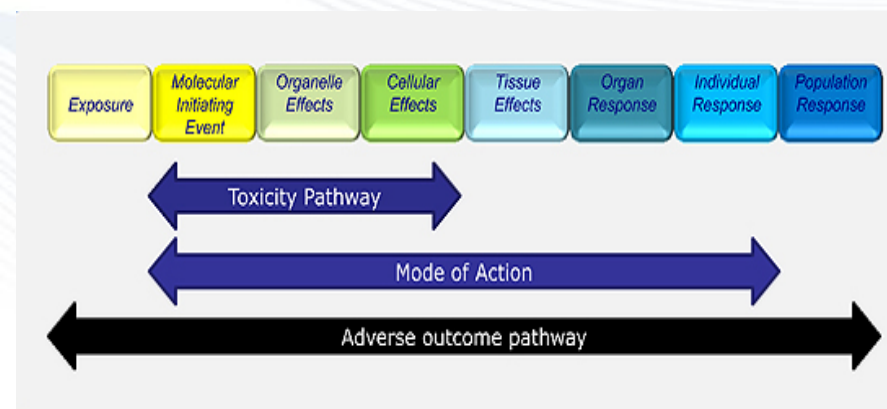 Exposure
Molecular
Initiating
Event
Organelle
Effects
Cellular
Effects
Tissue
Effects
Organ
Response
Individual
Response
Population
Response
Toxicity Pathway
Mode of Action
Adverse outcome pathway